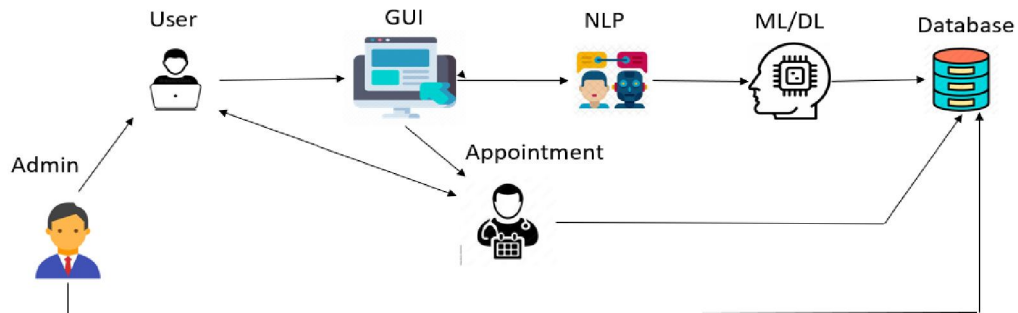 User
GUI
NLP
ML/DL
Database
Admin
Appointment